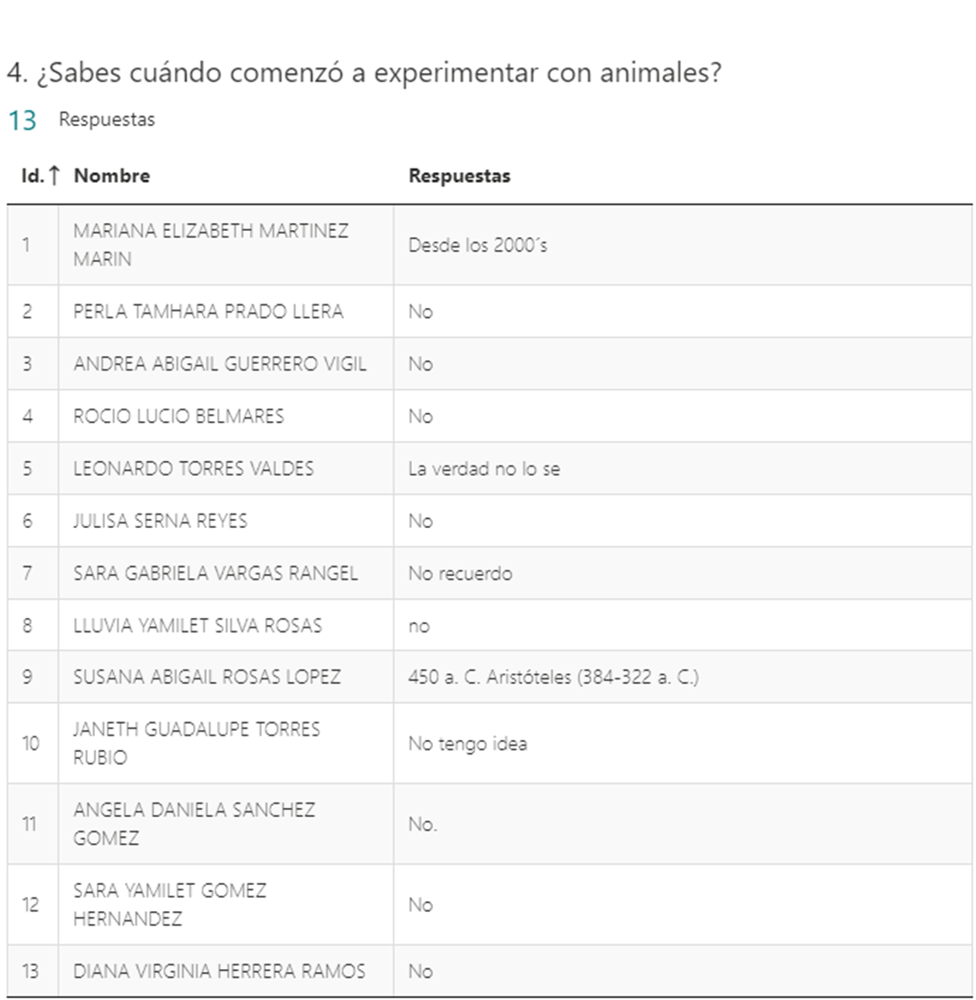 4. ¿Sabes cuándo comenzó a experimentar con animales?
13 Respuestas
Id.↑ Nombre Respuestas
1 MARIANA ELIZABETH MARTINEZ MARIN Desde los 2000´s
2 PERLA TAMHARA PRADO LLERA No
3 ANDREA ABIGAIL GUERRERO VIGIL No
4 ROCIO LUCIO BELMARES No
5 LEONARDO TORRES VALDES La verdad no lo se
6 JULISA SERNA REYES No
7 SARA GABRIELA VARGAS RANGEL No recuerdo
8 LLUVIA YAMILET SILVA ROSAS no
9 SUSANA ABIGAIL ROSAS LOPEZ 450 a. C. Aristóteles (384-322 a. C.)
10 JANETH GUADALUPE TORRES RUBIO No tengo idea
11 ANGELA DANIELA SANCHEZ GOMEZ No.
12 SARA YAMILET GOMEZ HERNANDEZ No
13 DIANA VIRGINIA HERRERA RAMOS No